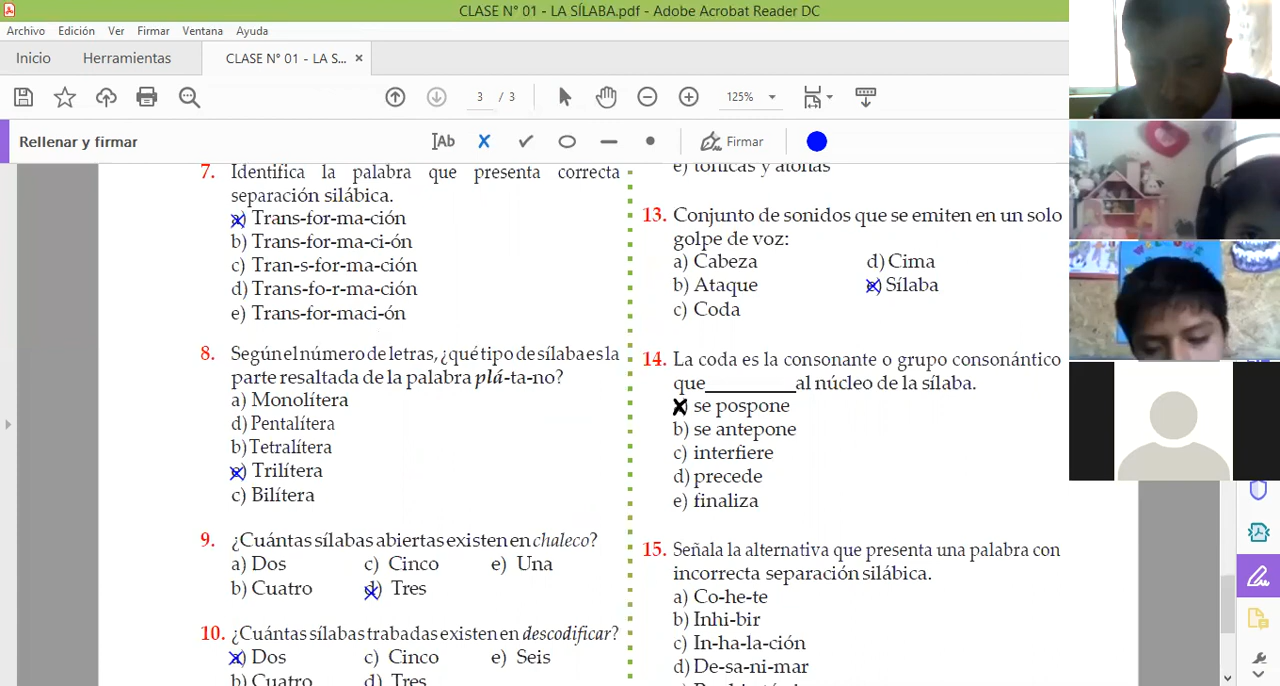 CLASE N° 01 - LA SÍLABA.pdf - Adobe Acrobat Reader DC
Archivo Edición Ver Firmar Ventana Ayuda
Inicio Herramientas CLASE N° 01 - LA S... ×
3 / 3 125%
Rellenar y firmar Ab Firmar
7. Identifica la palabra que presenta correcta
separación silábica.
a) Trans-for-ma-ción
b) Trans-for-ma-ci-ón
c) Tran-s-for-ma-ción
d) Trans-fo-r-ma-ción
e) Trans-for-maci-ón
8. Según el número de letras, ¿qué tipo de sílaba es la
parte resaltada de la palabra plá-ta-no?
a) Monolítera
d) Pentalítera
b) Tetralítera
e) Trilítera
c) Bilítera
9. ¿Cuántas sílabas abiertas existen en chaleco?
a) Dos c) Cinco e) Una
b) Cuatro d) Tres
10. ¿Cuántas sílabas trabadas existen en descodificar?
a) Dos c) Cinco e) Seis
b) Cuatro d) Tres
e) tónicas y átonas
13. Conjunto de sonidos que se emiten en un solo
golpe de voz:
a) Cabeza d) Cima
b) Ataque e) Sílaba
c) Coda
14. La coda es la consonante o grupo consonántico
que__________al núcleo de la sílaba.
) se pospone
b) se antepone
c) interfiere
d) precede
e) finaliza
15. Señala la alternativa que presenta una palabra con
incorrecta separación silábica.
a) Co-he-te
b) Inhi-bir
c) In-ha-la-ción
d) De-sa-ni-mar